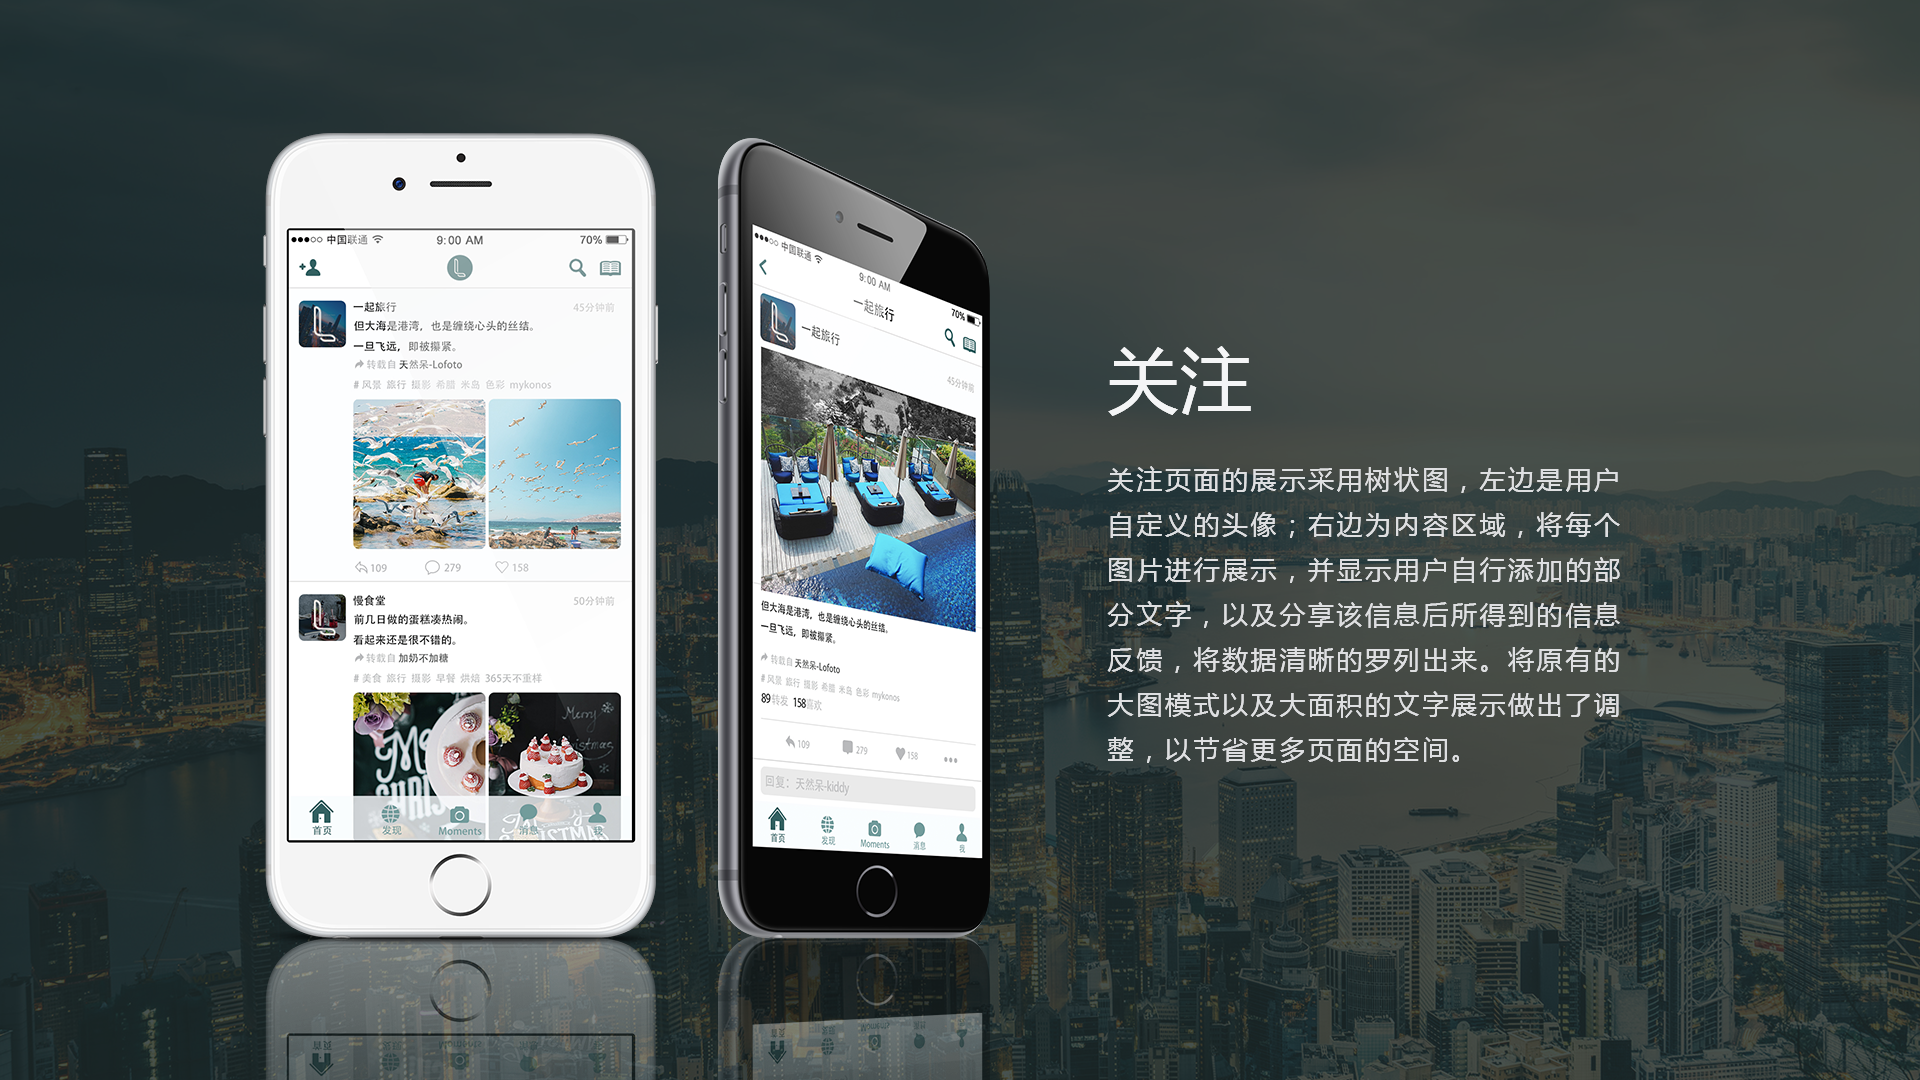 中国联通
9:00 AM
70%
一起旅行
45分钟前
但大海是港湾，也是缠绕心头的丝结。
一旦飞远，即被攥紧。
转载自 天然呆-Lofoto
# 风景 旅行 摄影 希腊 米岛 色彩 mykonos
109
279
158
慢食堂
50分钟前
前几日做的蛋糕凑热闹。
看起来还是很不错的。
转载自 加奶不加糖
# 美食 旅行 摄影 早餐 烘焙 365天不重样
Merry
Christmas
首页
发现
Moments
消息
我
中国联通
9:00 AM
70%
一起旅行
一起旅行
45分钟前
但大海是港湾，也是缠绕心头的丝结。
一旦飞远，即被攥紧。
转载自 天然呆-Lofoto
# 风景 旅行 摄影 希腊 米岛 色彩 mykonos
89转发 158喜欢
109
279
158
回复：天然呆-kiddy
首页
发现
Moments
消息
我
关注
关注页面的展示采用树状图，左边是用户
自定义的头像；右边为内容区域，将每个
图片进行展示，并显示用户自行添加的部
分文字，以及分享该信息后所得到的信息
反馈，将数据清晰的罗列出来。将原有的
大图模式以及大面积的文字展示做出了调
整，以节省更多页面的空间。